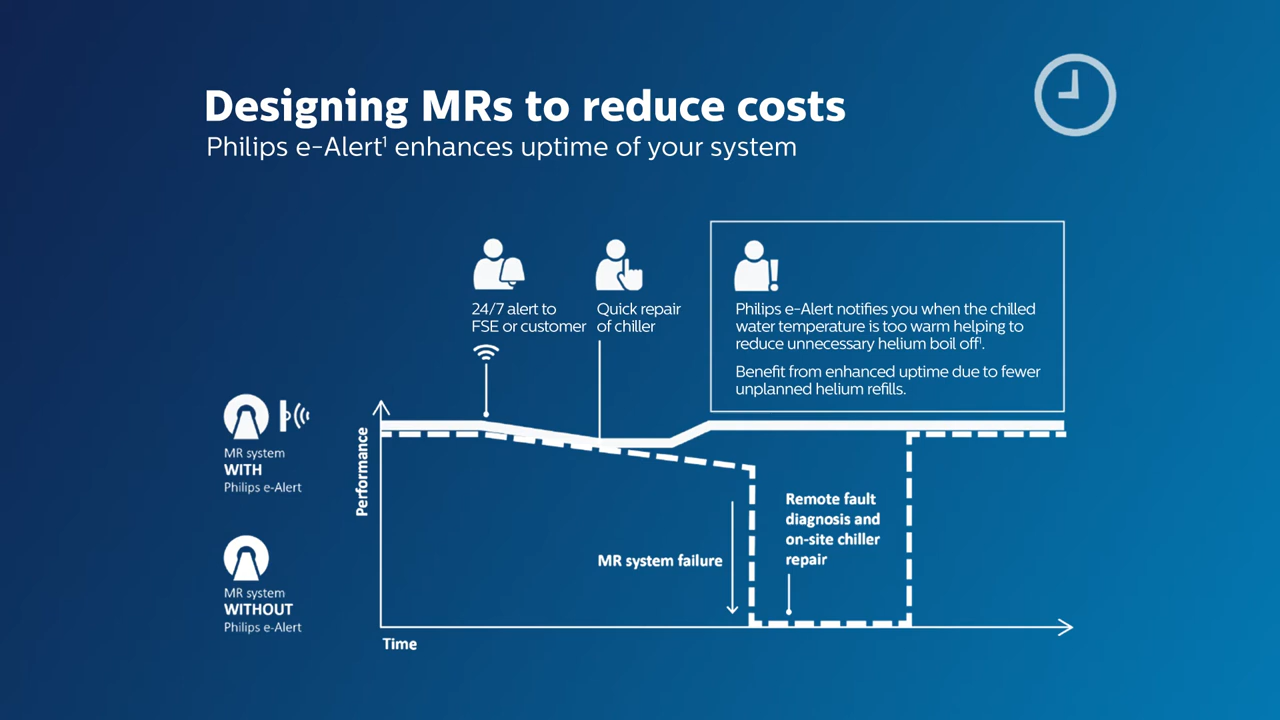 Designing MRs to reduce costs
Philips e-Alert¹ enhances uptime of your system
24/7 alert to
FSE or customer
Quick repair
of chiller
Philips e-Alert notifies you when the chilled
water temperature is too warm helping to
reduce unnecessary helium boil off¹.
Benefit from enhanced uptime due to fewer
unplanned helium refills.
MR system
WITH
Philips e-Alert
Performance
Remote fault
diagnosis and
on-site chiller
repair
MR system failure
MR system
WITHOUT
Philips e-Alert
Time